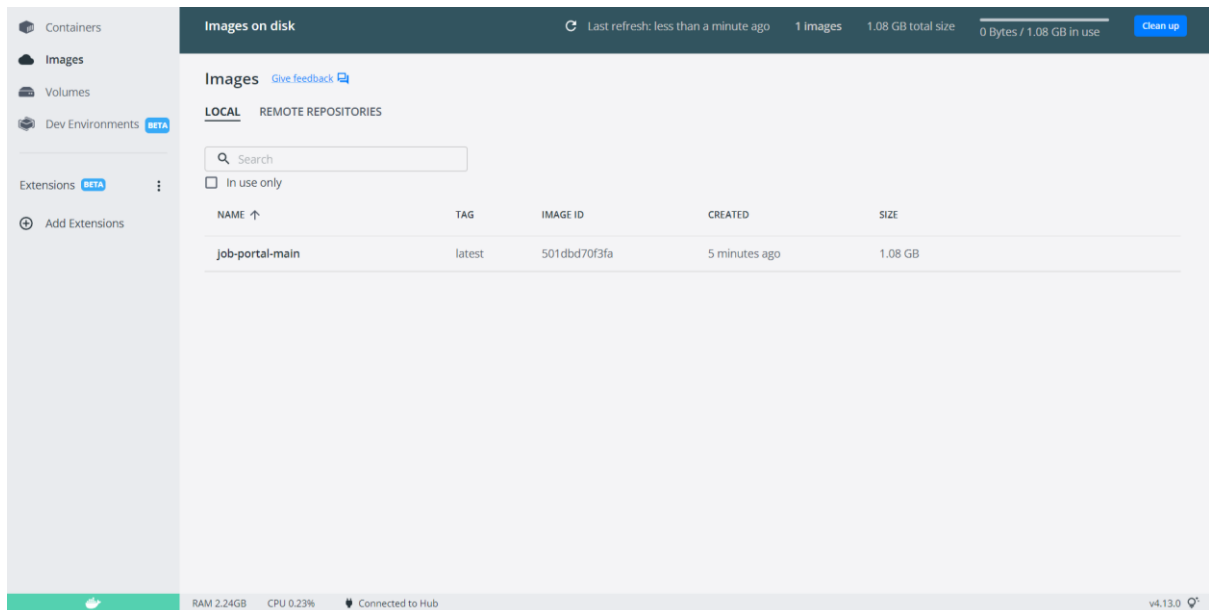 Containers
Images
Volumes
Dev Environments BETA
Extensions BETA
Add Extensions
Images on disk
Last refresh: less than a minute ago 1 images 1.08 GB total size 0 Bytes / 1.08 GB in use Clean up
Images Give feedback
LOCAL REMOTE REPOSITORIES
Search
In use only
NAME TAG IMAGE ID CREATED SIZE
job-portal-main latest 501dbd70f3fa 5 minutes ago 1.08 GB
RAM 2.24GB CPU 0.23% Connected to Hub v4.13.0